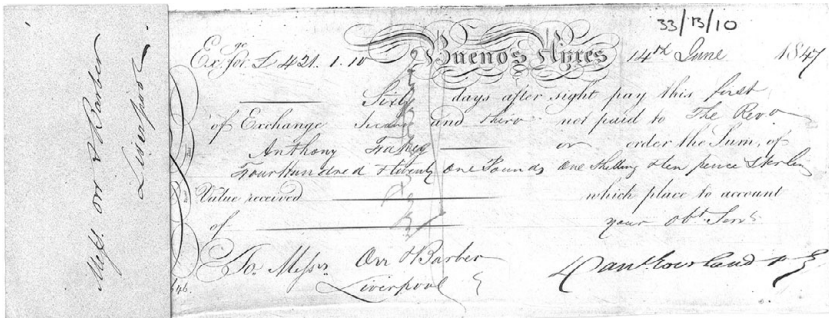 33/13/10
Exge for £ 421.1.10 Buenos Ayres 14th June 1847
Sixty days after sight pay this first
of Exchange second and third not paid to The Revd
Anthony Fahey or order the Sum of
Four hundred & twenty one Pounds one Shilling & ten pence Sterling
Value received which place to account
of your obt Servts
To Messrs Orr & Barber
Liverpool
46.
Messrs Orr & Barber
Liverpool